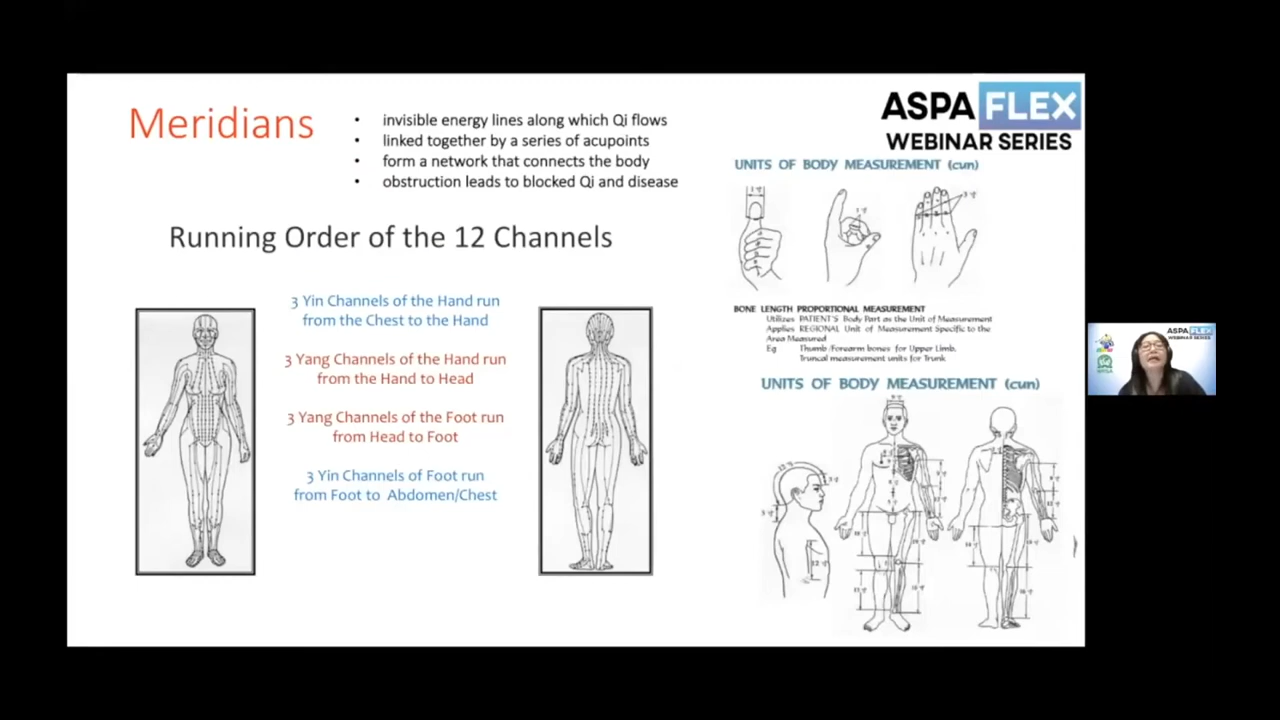 Meridians
• invisible energy lines along which Qi flows
• linked together by a series of acupoints
• form a network that connects the body
• obstruction leads to blocked Qi and disease
Running Order of the 12 Channels
3 Yin Channels of the Hand run
from the Chest to the Hand
3 Yang Channels of the Hand run
from the Hand to Head
3 Yang Channels of the Foot run
from Head to Foot
3 Yin Channels of Foot run
from Foot to Abdomen/Chest
ASPA FLEX
WEBINAR SERIES
UNITS OF BODY MEASUREMENT (cun)
BONE LENGTH PROPORTIONAL MEASUREMENT
Utilizes PATIENT'S Body Part as the Unit of Measurement
Applies REGIONAL Unit of Measurement Specific to the
Area Measured
Eg Thumb/Forearm bones for Upper Limb.
Truncal measurement units for Trunk
UNITS OF BODY MEASUREMENT (cun)
ASPA FLEX
WEBINAR SERIES